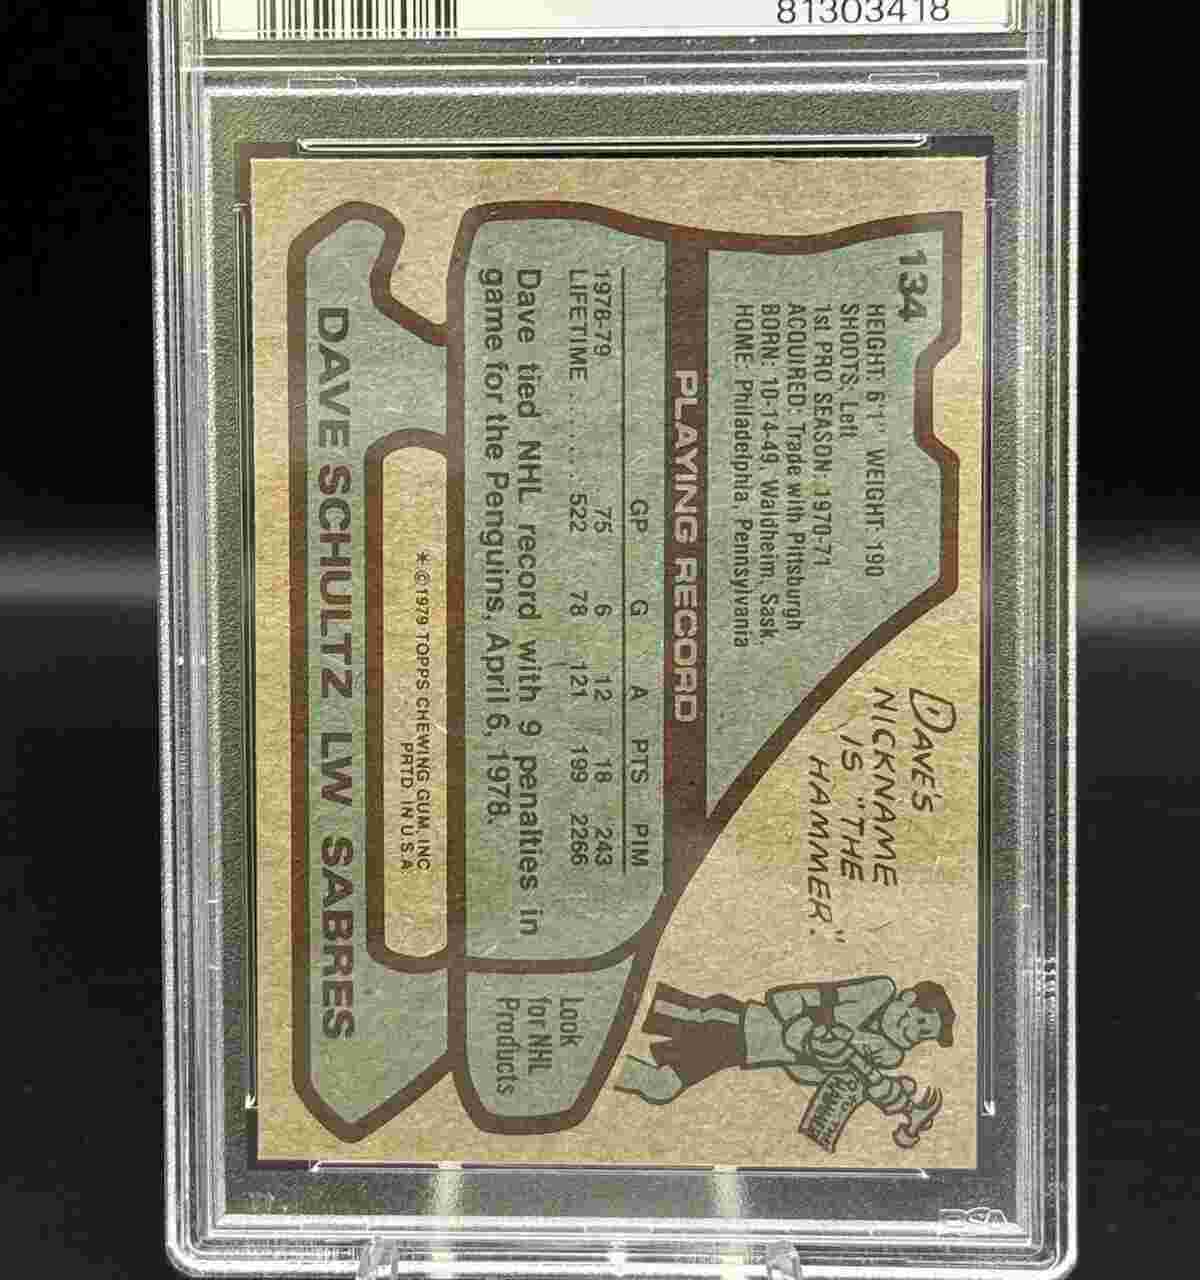 81303418
134
HEIGHT: 6'1" WEIGHT: 190
SHOOTS: Left
1st PRO SEASON: 1970-71
ACQUIRED: Trade with Pittsburgh
BORN: 10-14-49, Waldheim, Sask.
HOME: Philadelphia, Pennsylvania
DAVE'S
NICKNAME
IS "THE
HAMMER."
PLAYING RECORD
GP G A PTS PIM
1978-79 75 6 12 18 243
LIFETIME ...... 522 78 121 199 2266
Dave tied NHL record with 9 penalties in
game for the Penguins, April 6, 1978.
Look
for NHL
Products
*©1979 TOPPS CHEWING GUM, INC
PRTD. IN U.S.A.
DAVE SCHULTZ LW SABRES
PSA